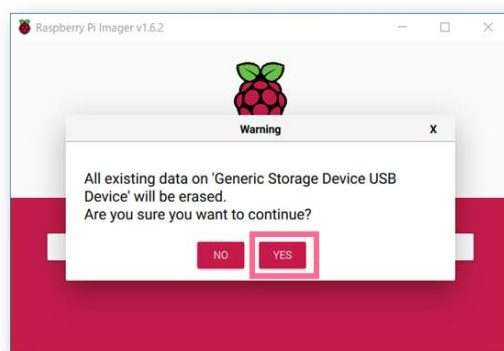 Raspberry Pi Imager v1.6.2
Warning
X
All existing data on 'Generic Storage Device USB
Device' will be erased.
Are you sure you want to continue?
NO
YES